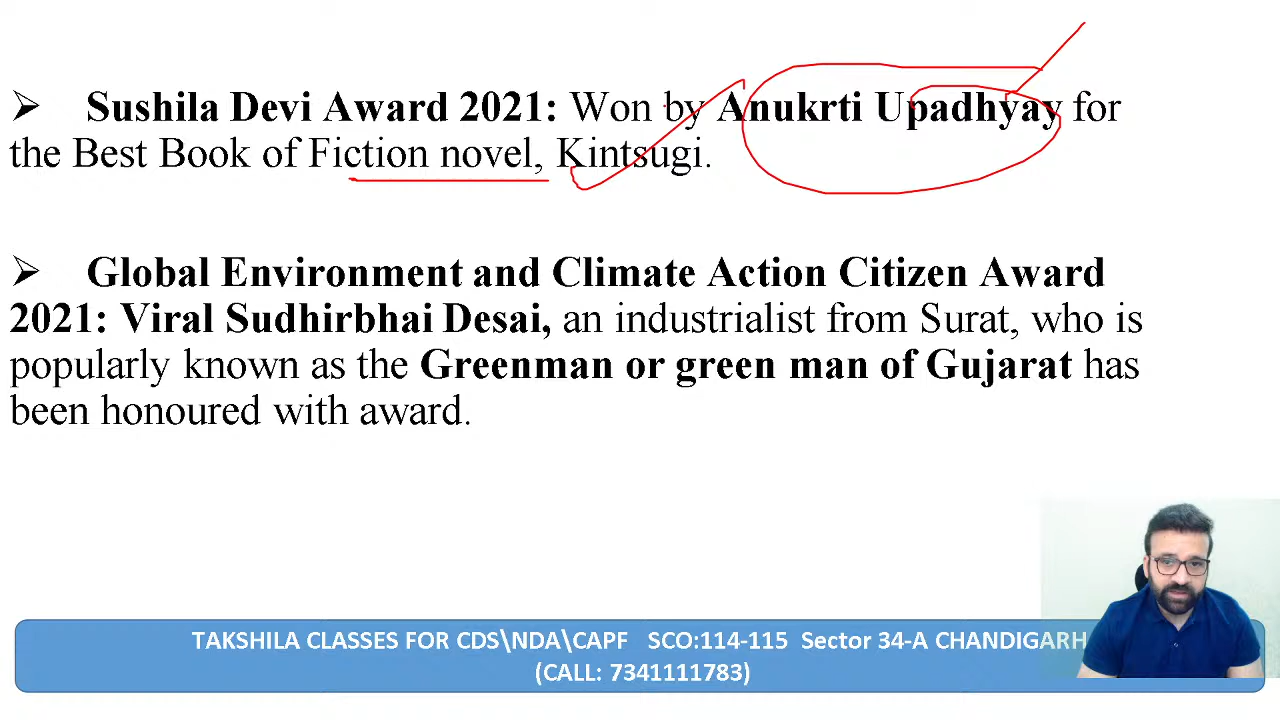 ➢ Sushila Devi Award 2021: Won by Anukrti Upadhyay for
the Best Book of Fiction novel, Kintsugi.
➢ Global Environment and Climate Action Citizen Award
2021: Viral Sudhirbhai Desai, an industrialist from Surat, who is
popularly known as the Greenman or green man of Gujarat has
been honoured with award.
TAKSHILA CLASSES FOR CDS\NDA\CAPF SCO:114-115 Sector 34-A CHANDIGARH
(CALL: 7341111783)